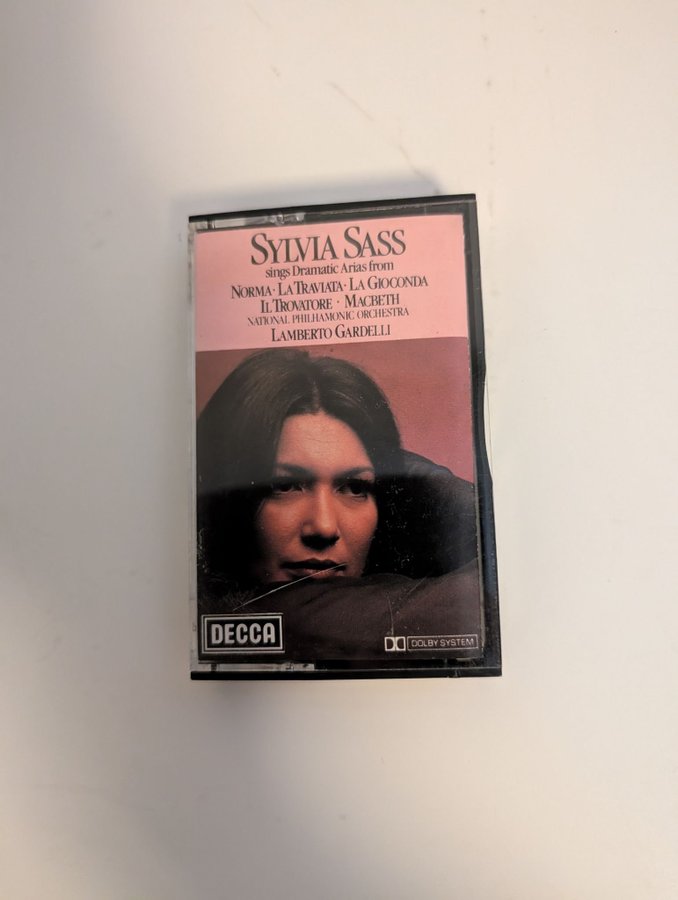 SYLVIA SASS
sings Dramatic Arias from
NORMA · LA TRAVIATA · LA GIOCONDA
IL TROVATORE · MACBETH
NATIONAL PHILHAMONIC ORCHESTRA
LAMBERTO GARDELLI
DECCA
DOLBY SYSTEM